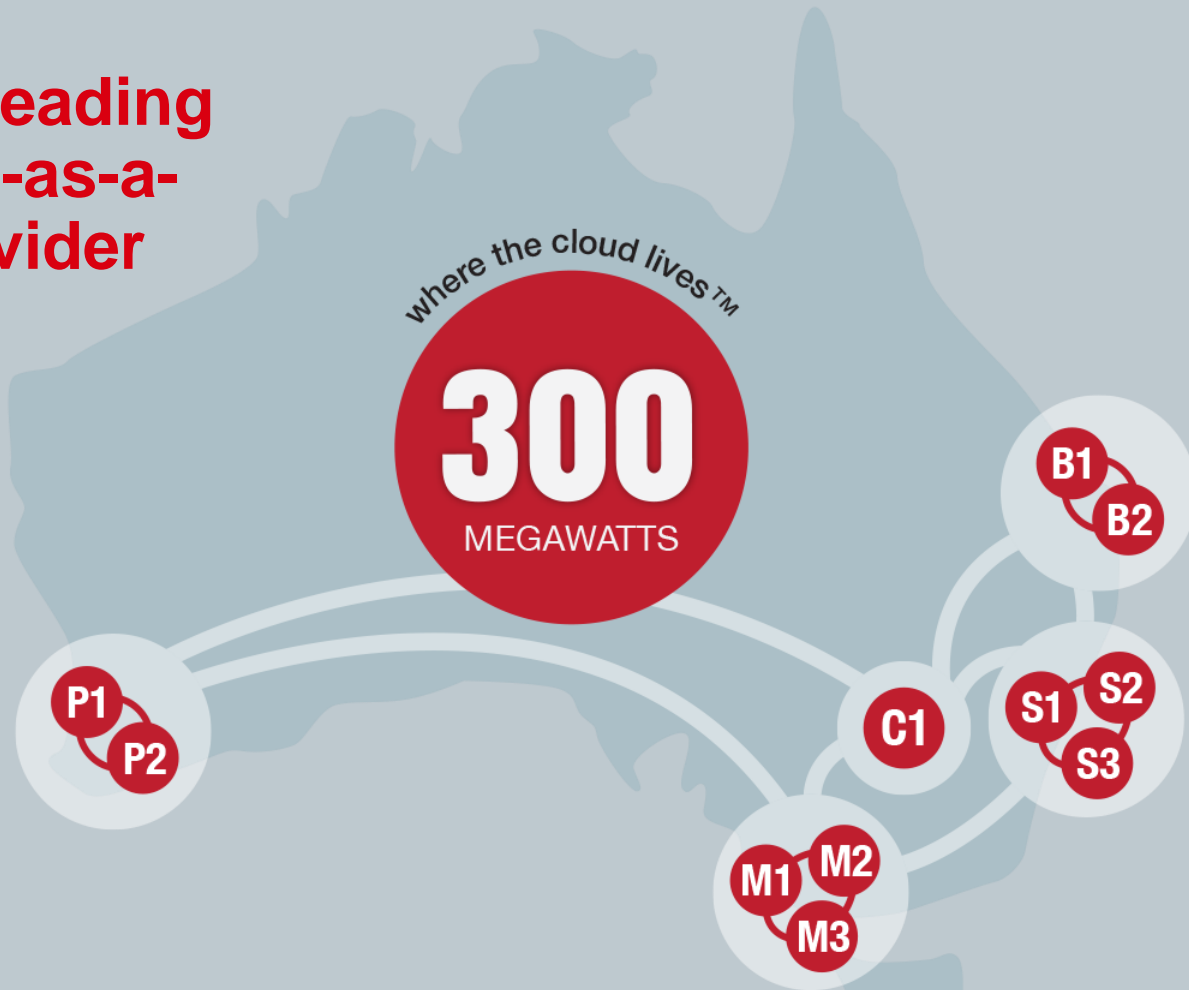 eading
-as-a-
vider
where the cloud lives™
300
MEGAWATTS
B1
B2
P1
P2
C1
S1
S2
S3
M1
M2
M3